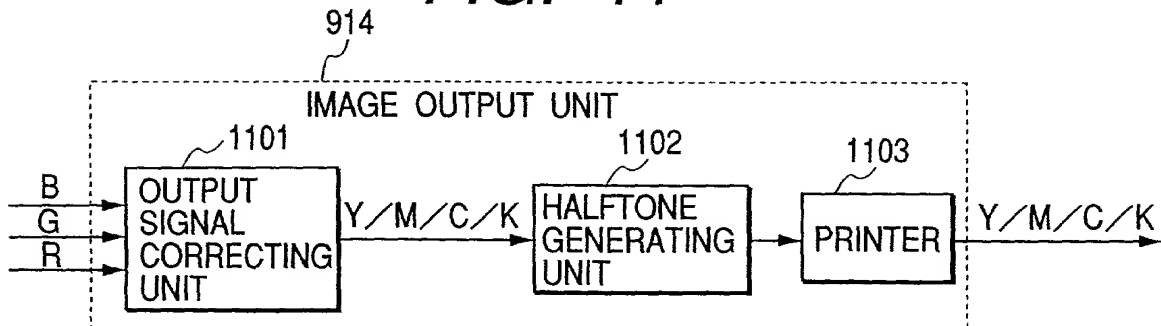 914
IMAGE OUTPUT UNIT
1101
1102
1103
B
G
R
OUTPUT
SIGNAL
CORRECTING
UNIT
Y/M/C/K
HALFTONE
GENERATING
UNIT
PRINTER
Y/M/C/K